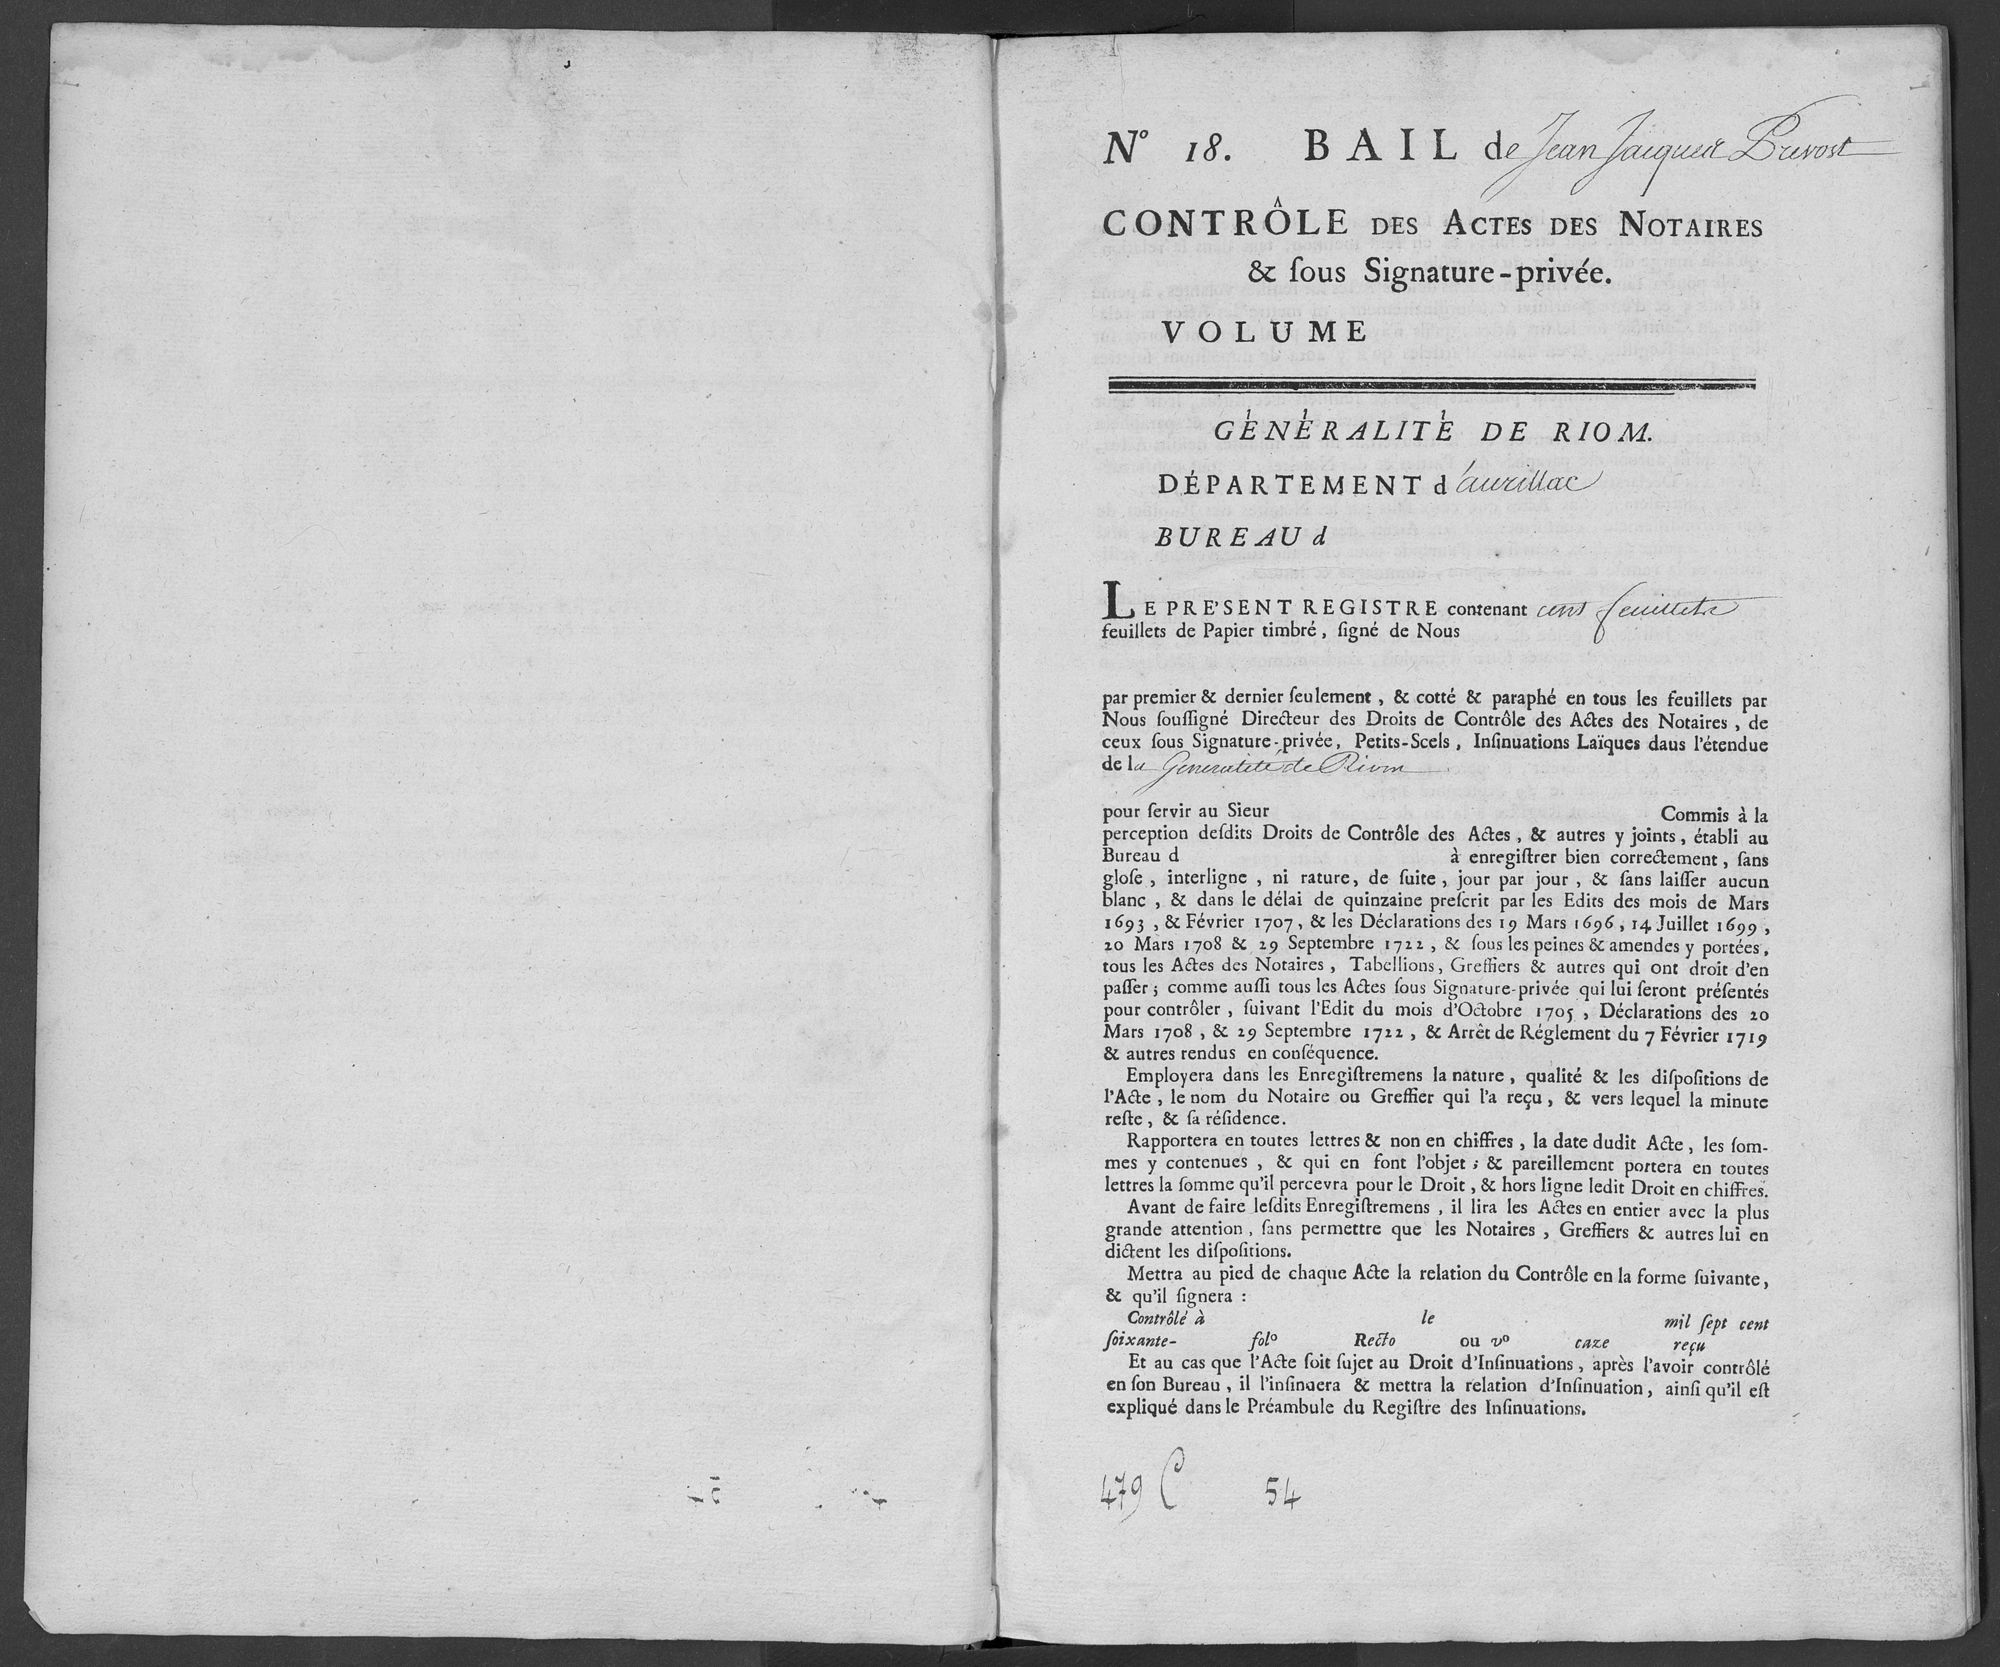 Nº 18. BAIL de Jean Jacques Prevost
CONTRÔLE DES ACTES DES NOTAIRES
& ſous Signature-privée.
VOLUME
GÉNÉRALITÉ DE RIOM.
DÉPARTEMENT d'aurillac
BUREAU d
LE PRE'SENT REGISTRE contenant cent feuillets
feuillets de Papier timbré, ſigné de Nous
par premier & dernier ſeulement, & cotté & paraphé en tous les feuillets par
Nous ſouſſigné Directeur des Droits de Contrôle des Actes des Notaires, de
ceux ſous Signature-privée, Petits-Scels, Inſinuations Laïques daus l'étendue
de la Generalité de Riom
pour ſervir au Sieur Commis à la
perception deſdits Droits de Contrôle des Actes, & autres y joints, établi au
Bureau d à enregiſtrer bien correctement, ſans
gloſe, interligne, ni rature, de ſuite, jour par jour, & ſans laiſſer aucun
blanc, & dans le délai de quinzaine preſcrit par les Edits des mois de Mars
1693, & Février 1707, & les Déclarations des 19 Mars 1696, 14 Juillet 1699,
20 Mars 1708 & 29 Septembre 1722, & ſous les peines & amendes y portées,
tous les Actes des Notaires, Tabellions, Greffiers & autres qui ont droit d'en
paſſer; comme auſſi tous les Actes ſous Signature-privée qui lui ſeront préſentés
pour contrôler, ſuivant l'Edit du mois d'Octobre 1705, Déclarations des 20
Mars 1708, & 29 Septembre 1722, & Arrêt de Réglement du 7 Février 1719
& autres rendus en conſéquence.
Employera dans les Enregiſtremens la nature, qualité & les diſpoſitions de
l'Acte, le nom du Notaire ou Greffier qui l'a reçu, & vers lequel la minute
reſte, & ſa réſidence.
Rapportera en toutes lettres & non en chiffres, la date dudit Acte, les ſom-
mes y contenues, & qui en font l'objet; & pareillement portera en toutes
lettres la ſomme qu'il percevra pour le Droit, & hors ligne ledit Droit en chiffres.
Avant de faire leſdits Enregiſtremens, il lira les Actes en entier avec la plus
grande attention, ſans permettre que les Notaires, Greffiers & autres lui en
dictent les diſpoſitions.
Mettra au pied de chaque Acte la relation du Contrôle en la forme ſuivante,
& qu'il ſignera :
Contrôlé à le mil ſept cent
ſoixante- folº Recto ou vº caze reçu
Et au cas que l'Acte ſoit ſujet au Droit d'Inſinuations, après l'avoir contrôlé
en ſon Bureau, il l'inſinuera & mettra la relation d'Inſinuation, ainſi qu'il eſt
expliqué dans le Préambule du Regiſtre des Inſinuations.
479 C 54